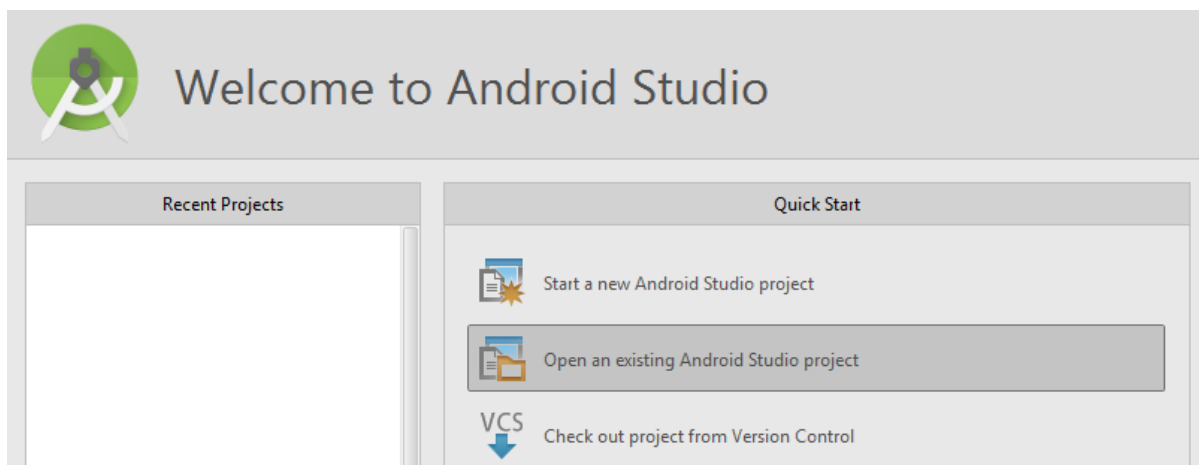 Welcome to Android Studio
Recent Projects
Quick Start
Start a new Android Studio project
Open an existing Android Studio project
VCS
Check out project from Version Control